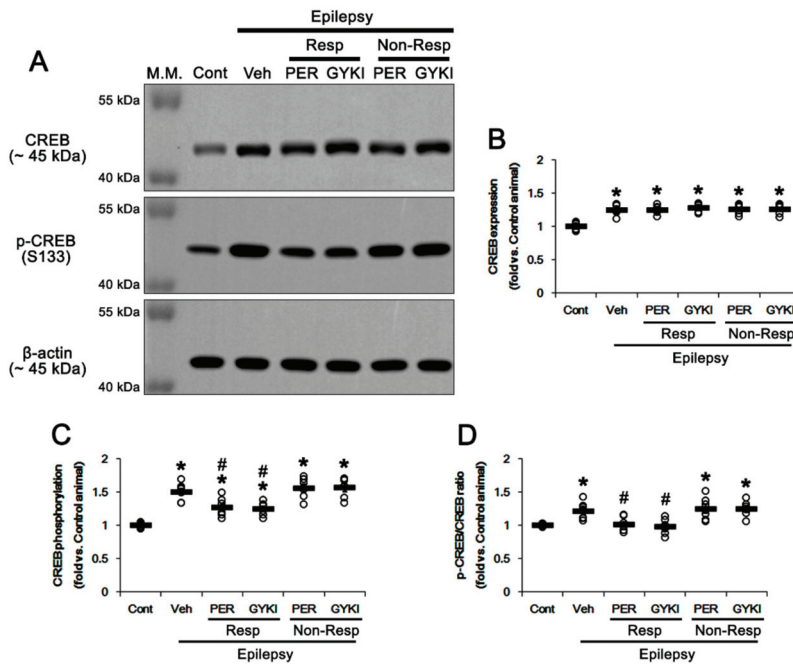 Epilepsy
Resp Non-Resp
A
M.M. Cont Veh PER GYKI PER GYKI
55 kDa
CREB
(~ 45 kDa)
40 kDa
p-CREB
(S133)
40 kDa
55 kDa
β-actin
(~ 45 kDa)
40 kDa
B
CREB expression
(fold vs. Control animal)
2
1.5
1
0.5
0
* * * * *
Cont Veh PER GYKI PER GYKI
Resp Non-Resp
Epilepsy
C
CREB phosphorylation
(fold vs. Control animal)
2
1.5
1
0.5
0
# #
* * * * *
Cont Veh PER GYKI PER GYKI
Resp Non-Resp
Epilepsy
D
p-CREB/CREB ratio
(fold vs. Control animal)
2
1.5
1
0.5
0
* # # * *
Cont Veh PER GYKI PER GYKI
Resp Non-Resp
Epilepsy